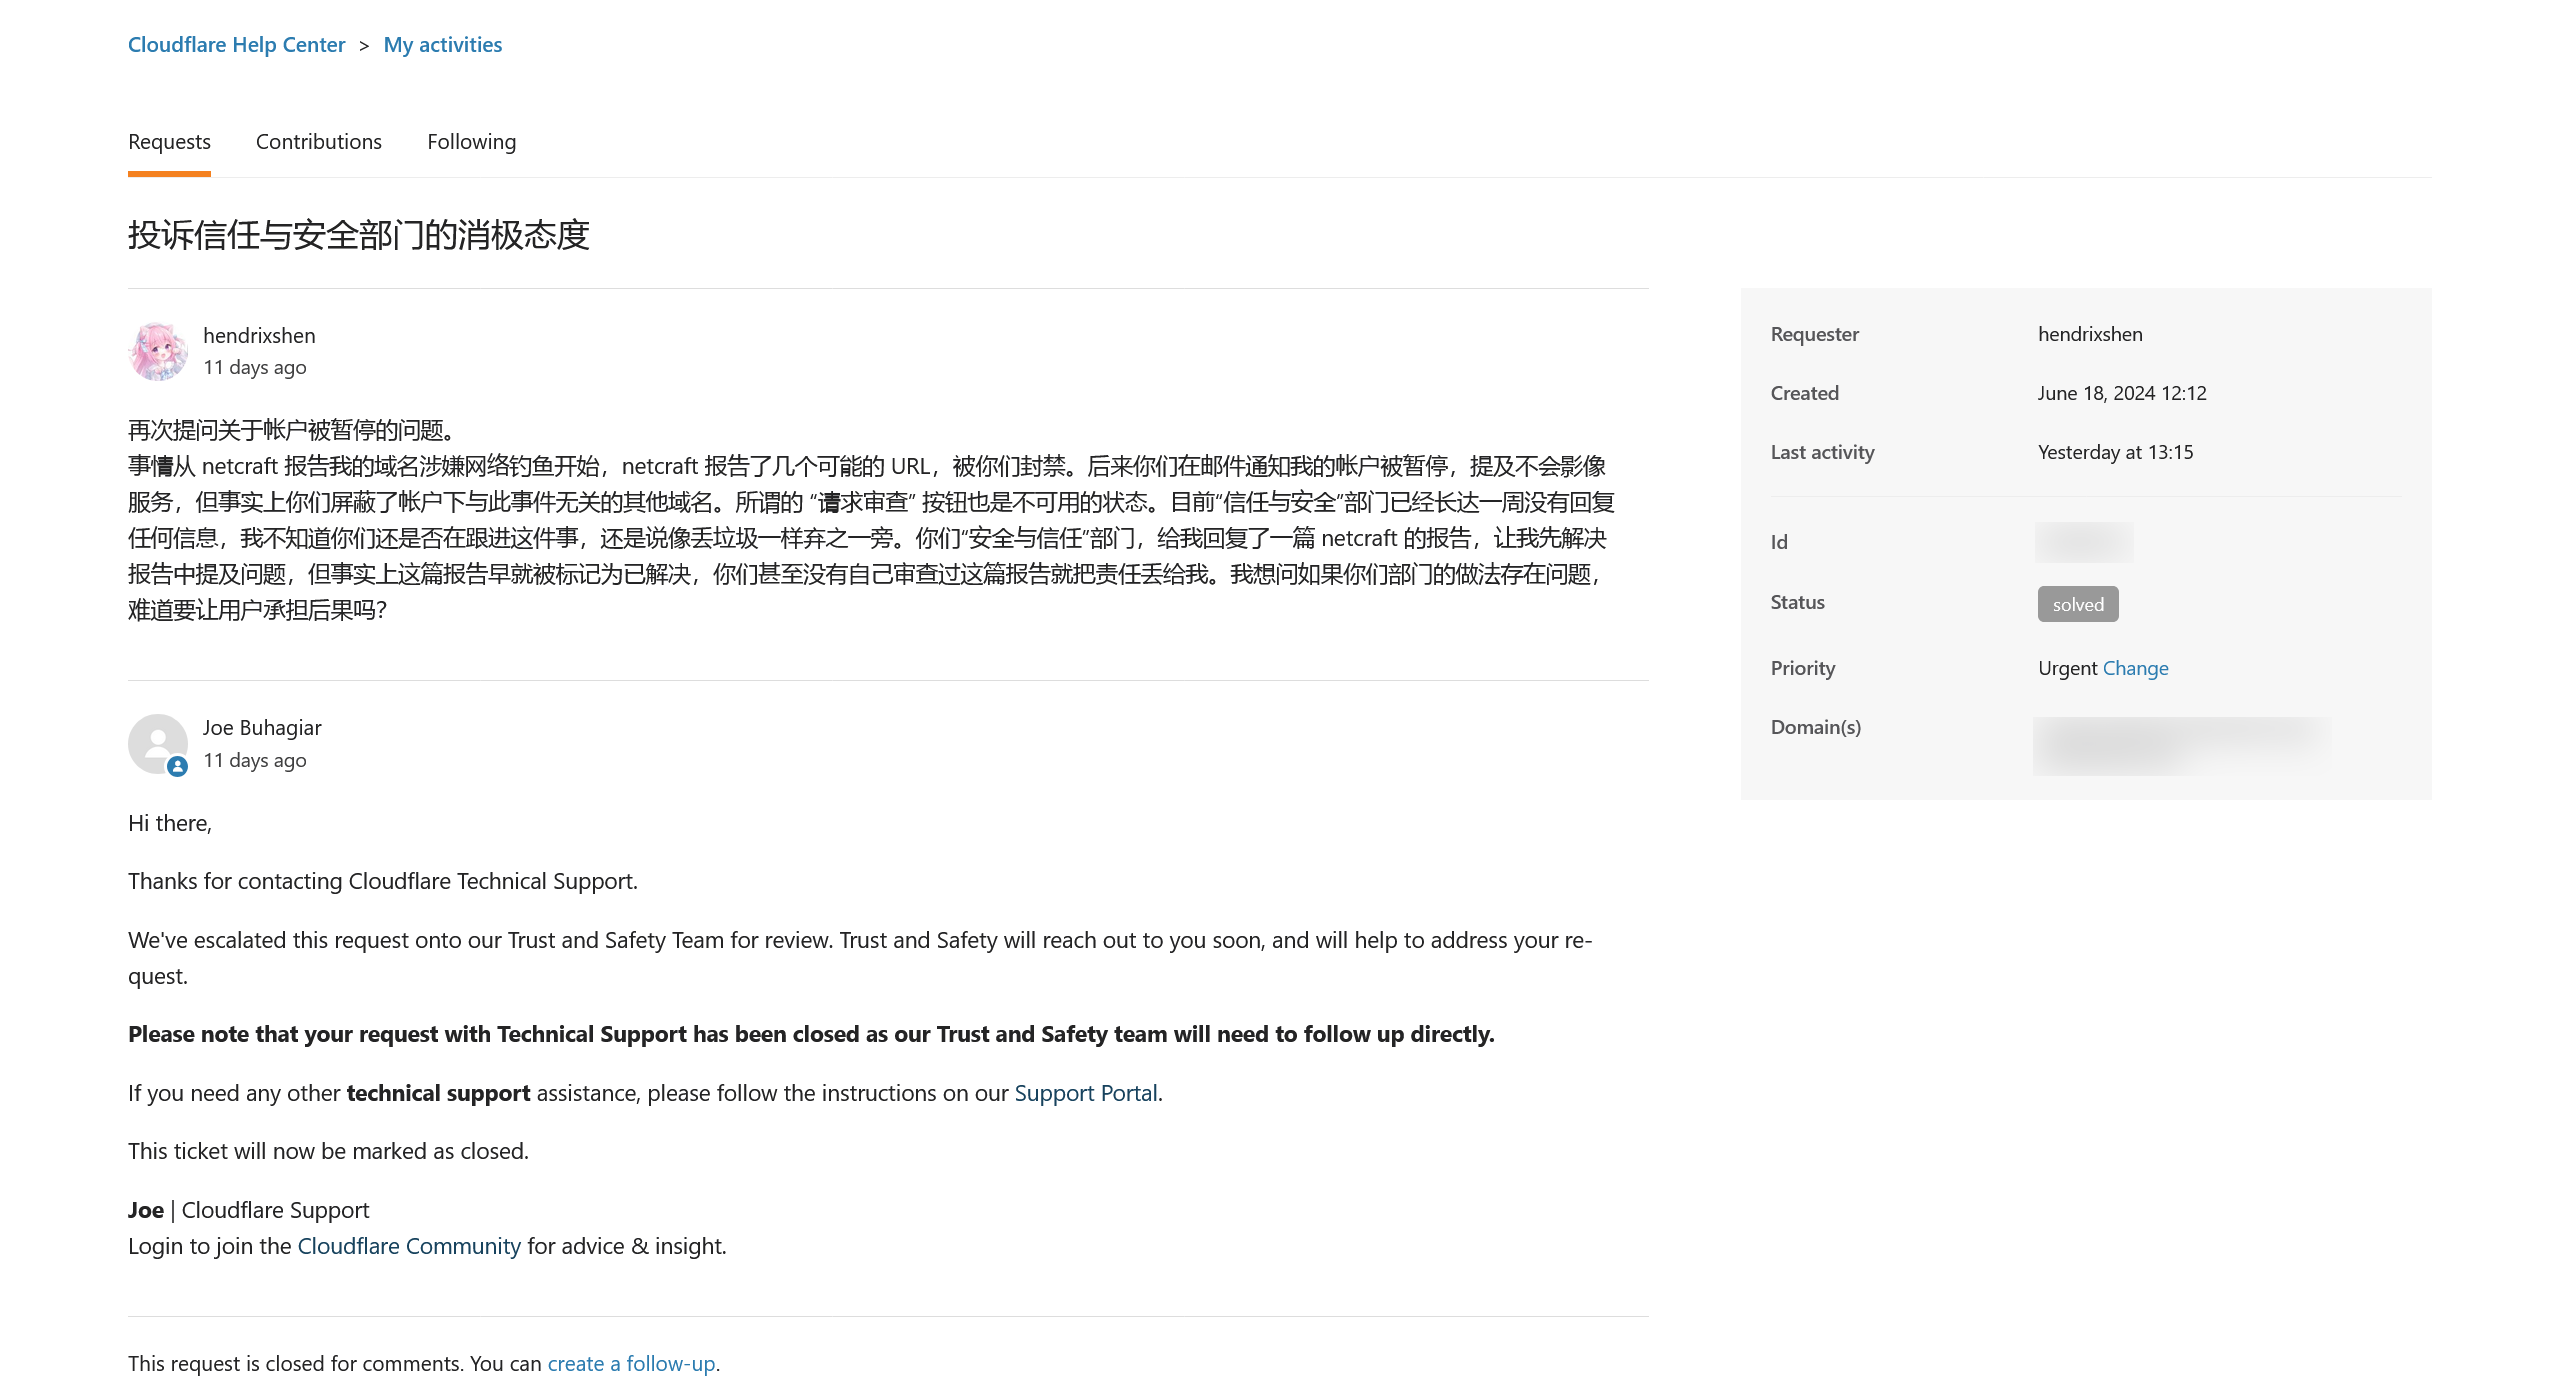 Cloudflare Help Center > My activities
Requests Contributions Following
投诉信任与安全部门的消极态度
hendrixshen
11 days ago
再次提问关于帐户被暂停的问题。
事情从 netcraft 报告我的域名涉嫌网络钓鱼开始，netcraft 报告了几个可能的 URL，被你们封禁。后来你们在邮件通知我的帐户被暂停，提及不会影像
服务，但事实上你们屏蔽了帐户下与此事件无关的其他域名。所谓的 “请求审查” 按钮也是不可用的状态。目前“信任与安全”部门已经长达一周没有回复
任何信息，我不知道你们还是否在跟进这件事，还是说像丢垃圾一样弃之一旁。你们“安全与信任”部门，给我回复了一篇 netcraft 的报告，让我先解决
报告中提及问题，但事实上这篇报告早就被标记为已解决，你们甚至没有自己审查过这篇报告就把责任丢给我。我想问如果你们部门的做法存在问题，
难道要让用户承担后果吗？
Joe Buhagiar
11 days ago
Hi there,
Thanks for contacting Cloudflare Technical Support.
We've escalated this request onto our Trust and Safety Team for review. Trust and Safety will reach out to you soon, and will help to address your re-
quest.
Please note that your request with Technical Support has been closed as our Trust and Safety team will need to follow up directly.
If you need any other technical support assistance, please follow the instructions on our Support Portal.
This ticket will now be marked as closed.
Joe | Cloudflare Support
Login to join the Cloudflare Community for advice & insight.
This request is closed for comments. You can create a follow-up.
Requester hendrixshen
Created June 18, 2024 12:12
Last activity Yesterday at 13:15
Id
Status solved
Priority Urgent Change
Domain(s)